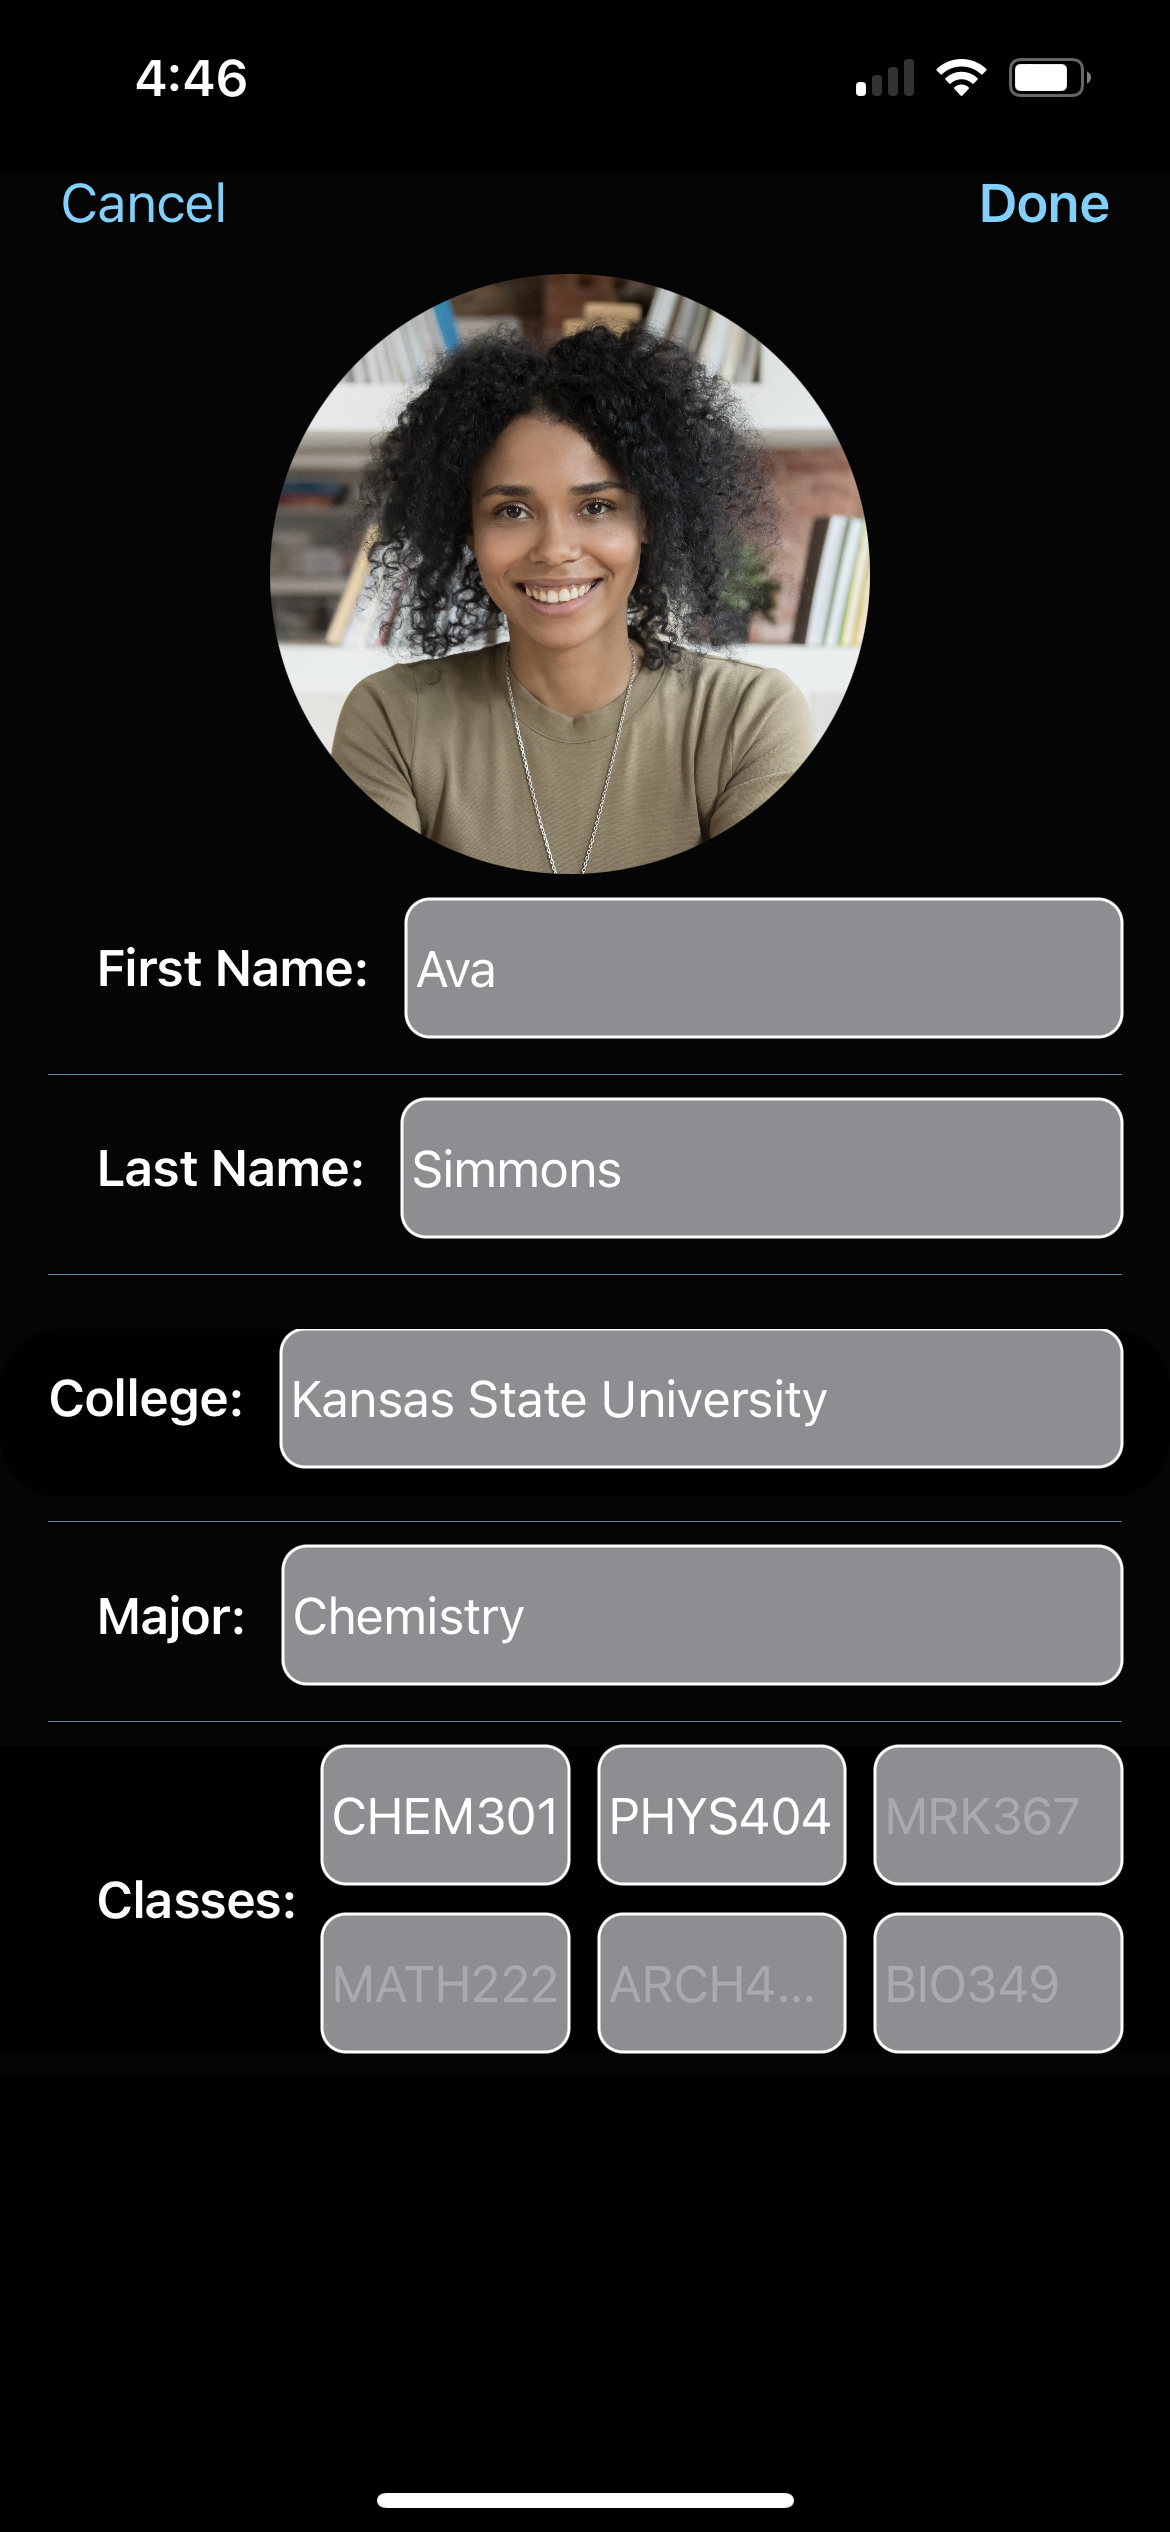 4:46
Cancel Done
First Name: Ava
Last Name: Simmons
College: Kansas State University
Major: Chemistry
CHEM301 PHYS404 MRK367
Classes:
MATH222 ARCH4... BIO349